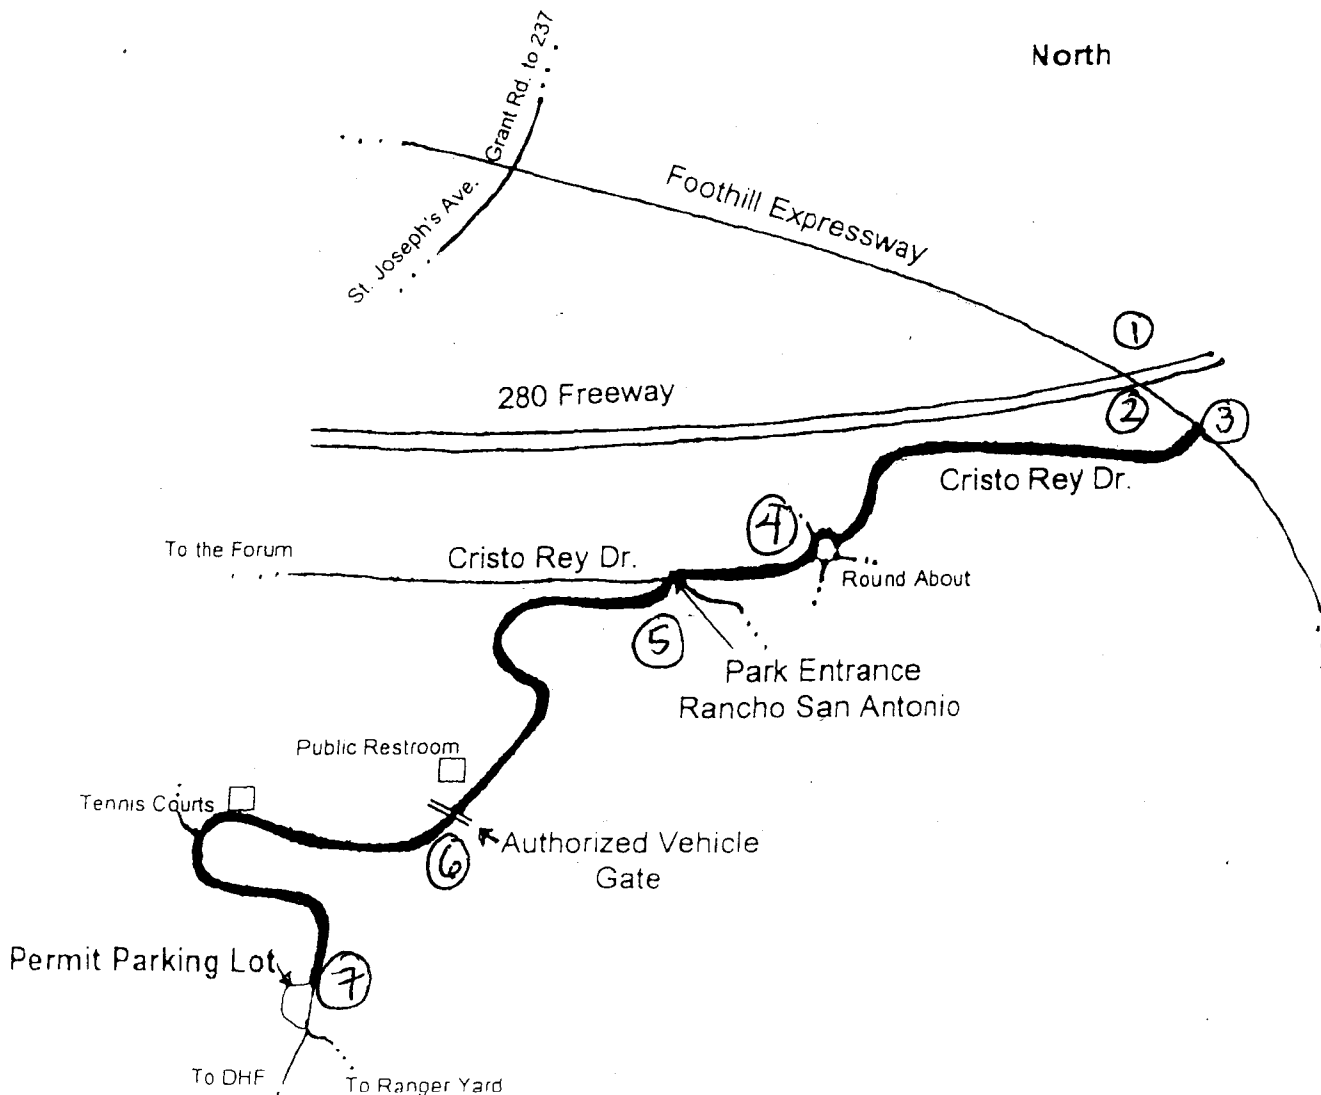 North
Grant Rd. to 237
St. Joseph's Ave.
Foothill Expressway
1
280 Freeway
2
3
Cristo Rey Dr.
4
To the Forum
Cristo Rey Dr.
Round About
5
Park Entrance
Rancho San Antonio
Public Restroom
Tennis Courts
Authorized Vehicle
Gate
6
Permit Parking Lot
7
To DHF
To Ranger Yard